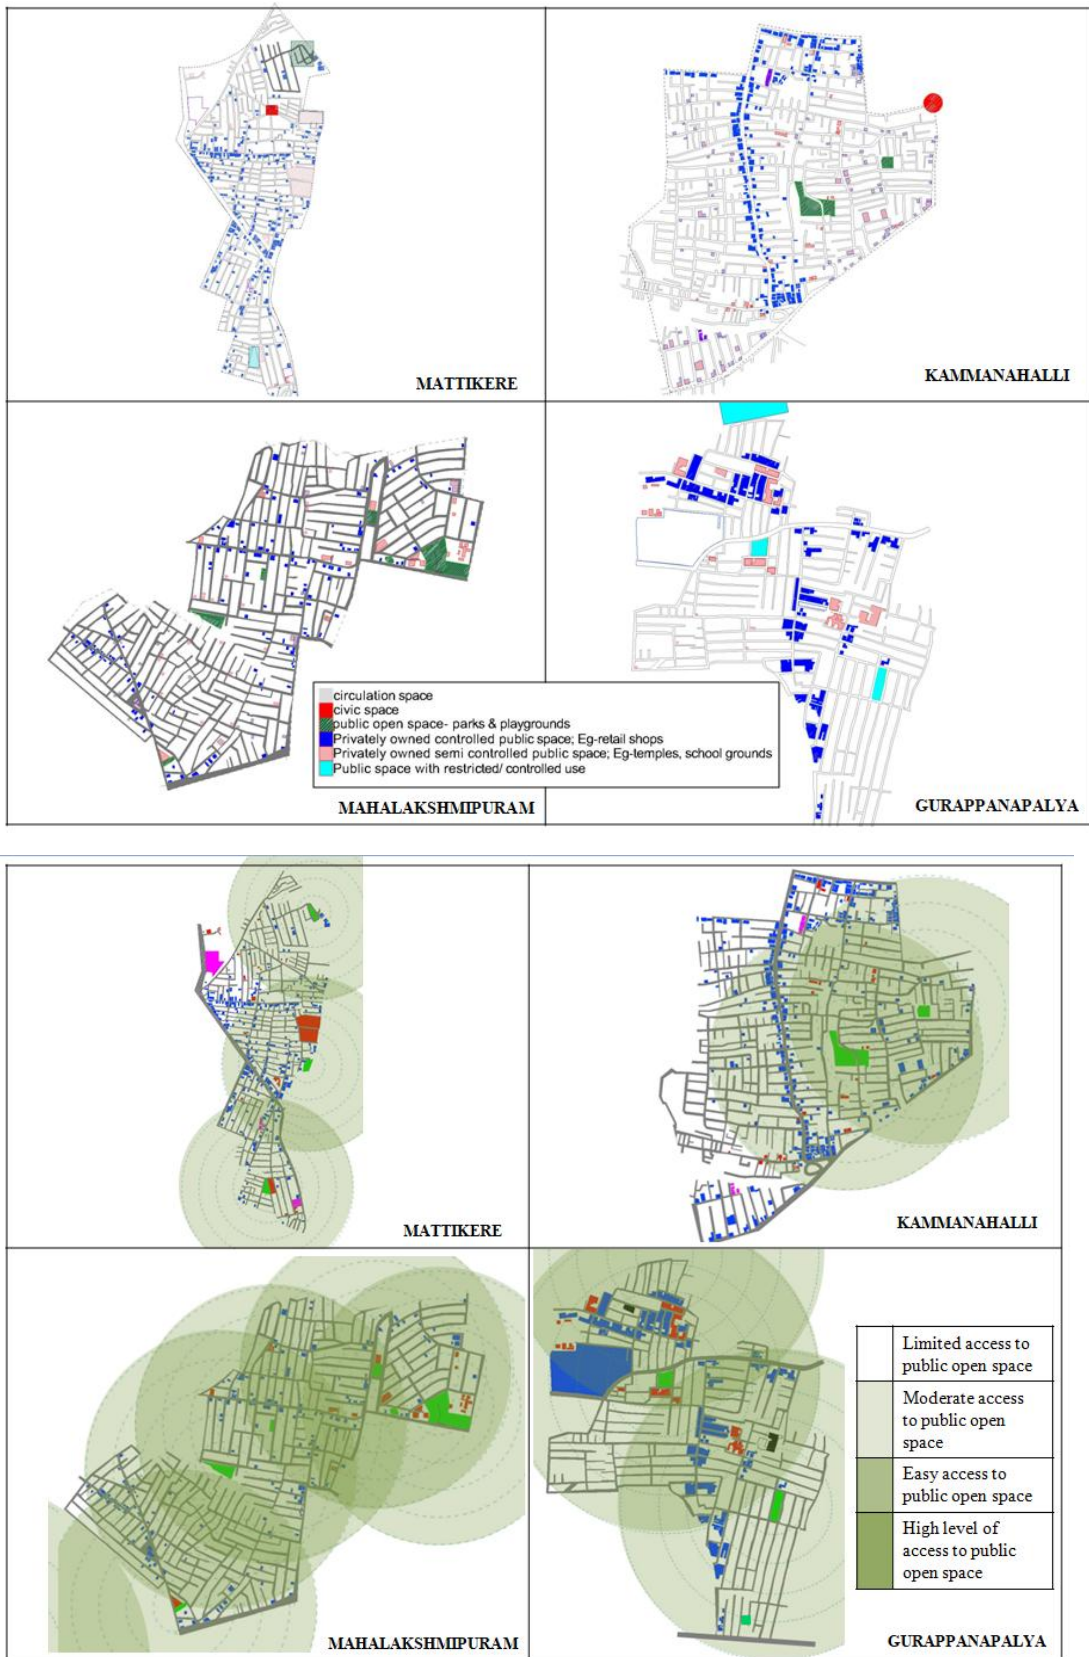 MATTIKERE
KAMMANAHALLI
circulation space
civic space
public open space- parks & playgrounds
Privately owned controlled public space; Eg-retail shops
Privately owned semi controlled public space; Eg-temples, school grounds
Public space with restricted/ controlled use
MAHALAKSHMIPURAM
GURAPPANAPALYA
MATTIKERE
KAMMANAHALLI
Limited access to
public open space
Moderate access
to public open
space
Easy access to
public open space
High level of
access to public
open space
MAHALAKSHMIPURAM
GURAPPANAPALYA